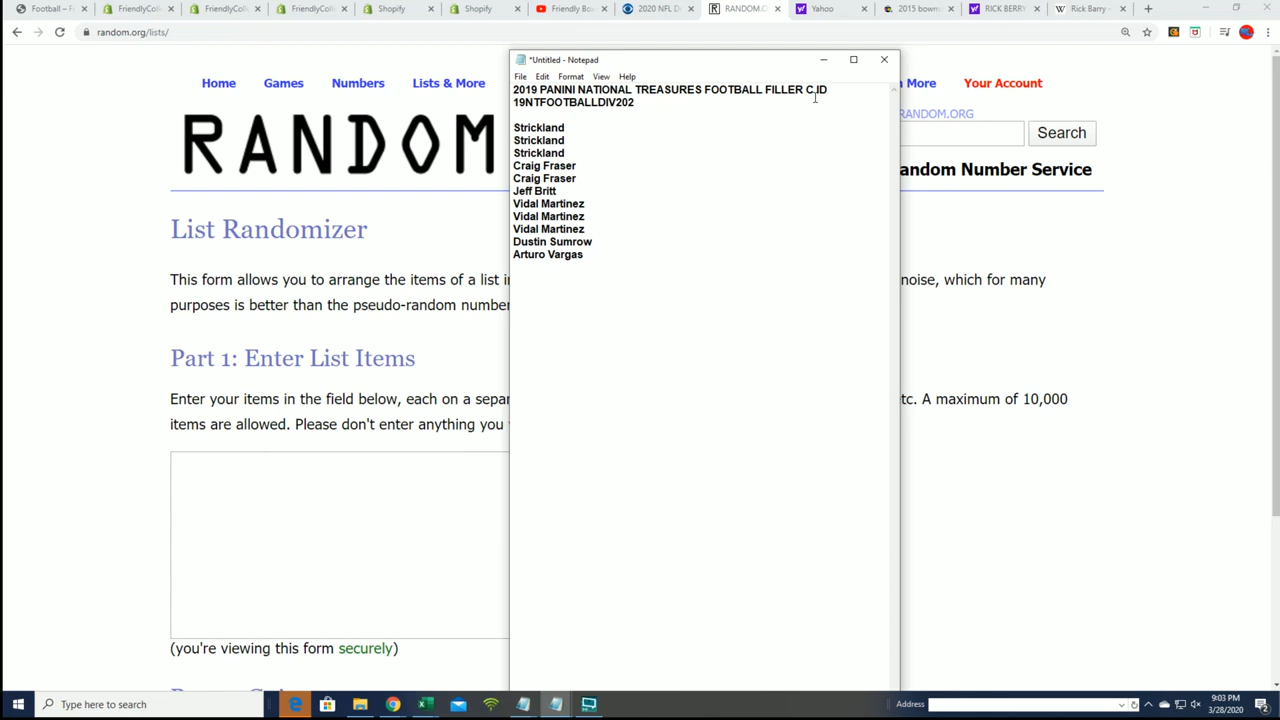 Football – F
FriendlyColl
FriendlyColl
FriendlyColl
Shopify
Shopify
Friendly Box
2020 NFL D
RANDOM.C
Yahoo
2015 bowm
RICK BERRY
Rick Barry –
random.org/lists/
*Untitled - Notepad
File Edit Format View Help
2019 PANINI NATIONAL TREASURES FOOTBALL FILLER C ID
19NTFOOTBALLDIV202
Strickland
Strickland
Strickland
Craig Fraser
Craig Fraser
Jeff Britt
Vidal Martinez
Vidal Martinez
Vidal Martinez
Dustin Sumrow
Arturo Vargas
Home Games Numbers Lists & More
n More Your Account
RANDOM.ORG
Search
RANDOM
andom Number Service
List Randomizer
This form allows you to arrange the items of a list i
noise, which for many
purposes is better than the pseudo-random number
Part 1: Enter List Items
Enter your items in the field below, each on a sepa
etc. A maximum of 10,000
items are allowed. Please don't enter anything you
(you're viewing this form securely)
Type here to search
Address
9:03 PM
3/28/2020
2